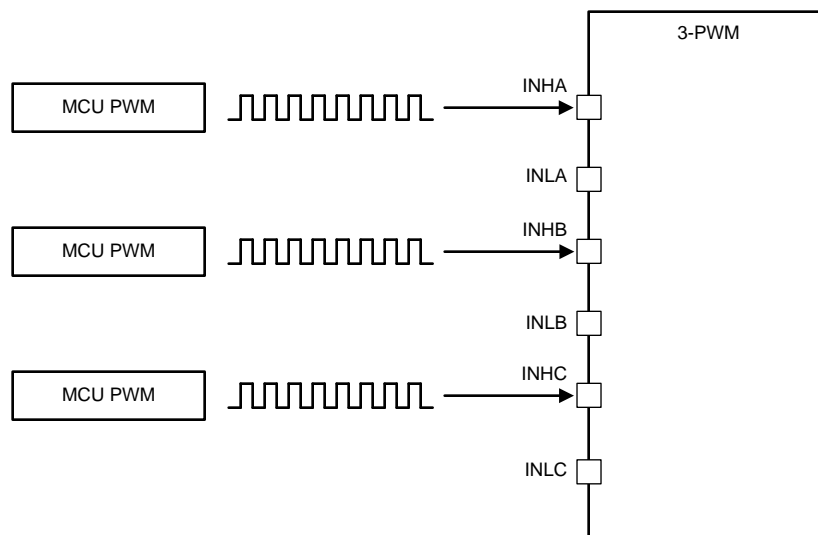 3-PWM
INHA
MCU PWM
INLA
INHB
MCU PWM
INLB
INHC
MCU PWM
INLC